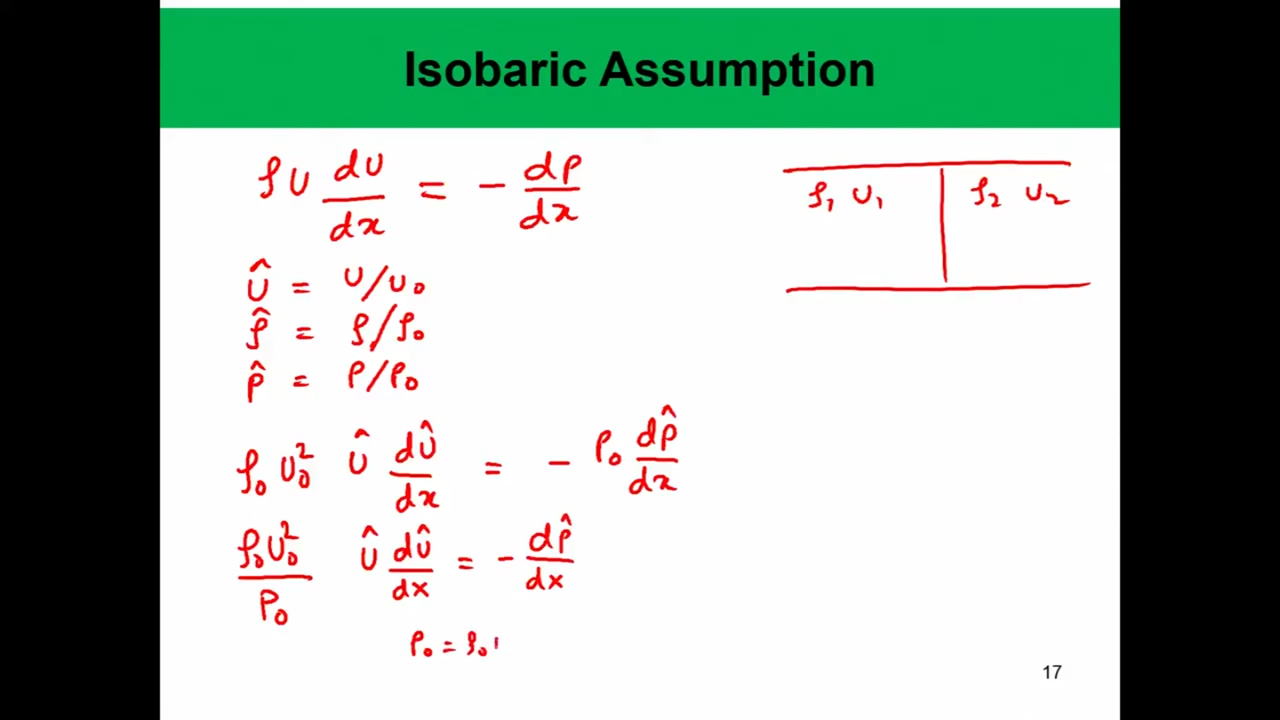 Isobaric Assumption
ρ U dU/dx = - dp/dx
ρ₁ U₁ ρ₂ U₂
Û = U/U₀
ρ̂ = ρ/ρ₀
p̂ = P/P₀
ρ₀ U₀² Û dÛ/dx = - P₀ dp̂/dx
ρ₀U₀²/P₀ Û dÛ/dx = - dp̂/dx
P₀ = ρ₀
17